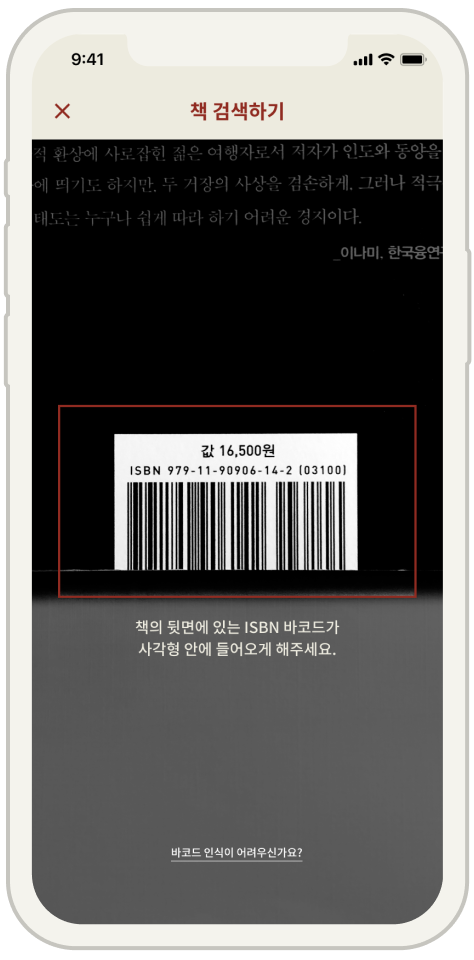 9:41
책 검색하기
적 환상에 사로잡힌 젊은 여행자로서 저자가 인도와 동양을
에 띄기도 하지만, 두 거장의 사상을 겸손하게, 그러나 적극
태도는 누구나 쉽게 따라 하기 어려운 경지이다.
_이나미, 한국융연구
값 16,500원
ISBN 979-11-90906-14-2 (03100)
책의 뒷면에 있는 ISBN 바코드가
사각형 안에 들어오게 해주세요.
바코드 인식이 어려우신가요?